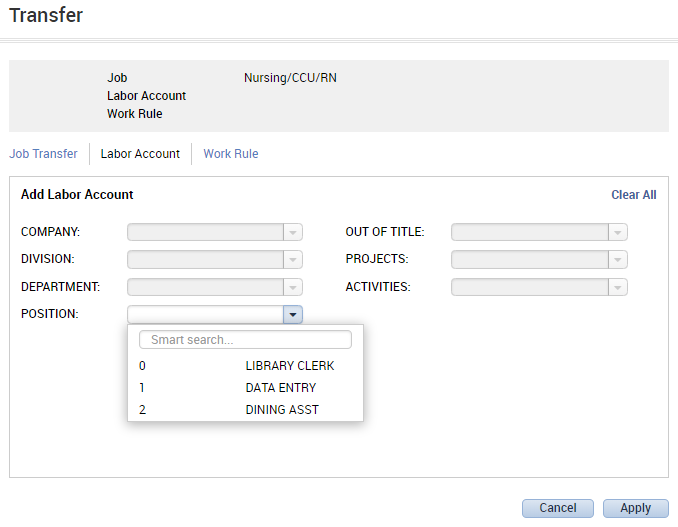 Transfer
Job Nursing/CCU/RN
Labor Account
Work Rule
Job Transfer Labor Account Work Rule
Add Labor Account Clear All
COMPANY: OUT OF TITLE:
DIVISION: PROJECTS:
DEPARTMENT: ACTIVITIES:
POSITION:
Smart search...
0 LIBRARY CLERK
1 DATA ENTRY
2 DINING ASST
Cancel Apply